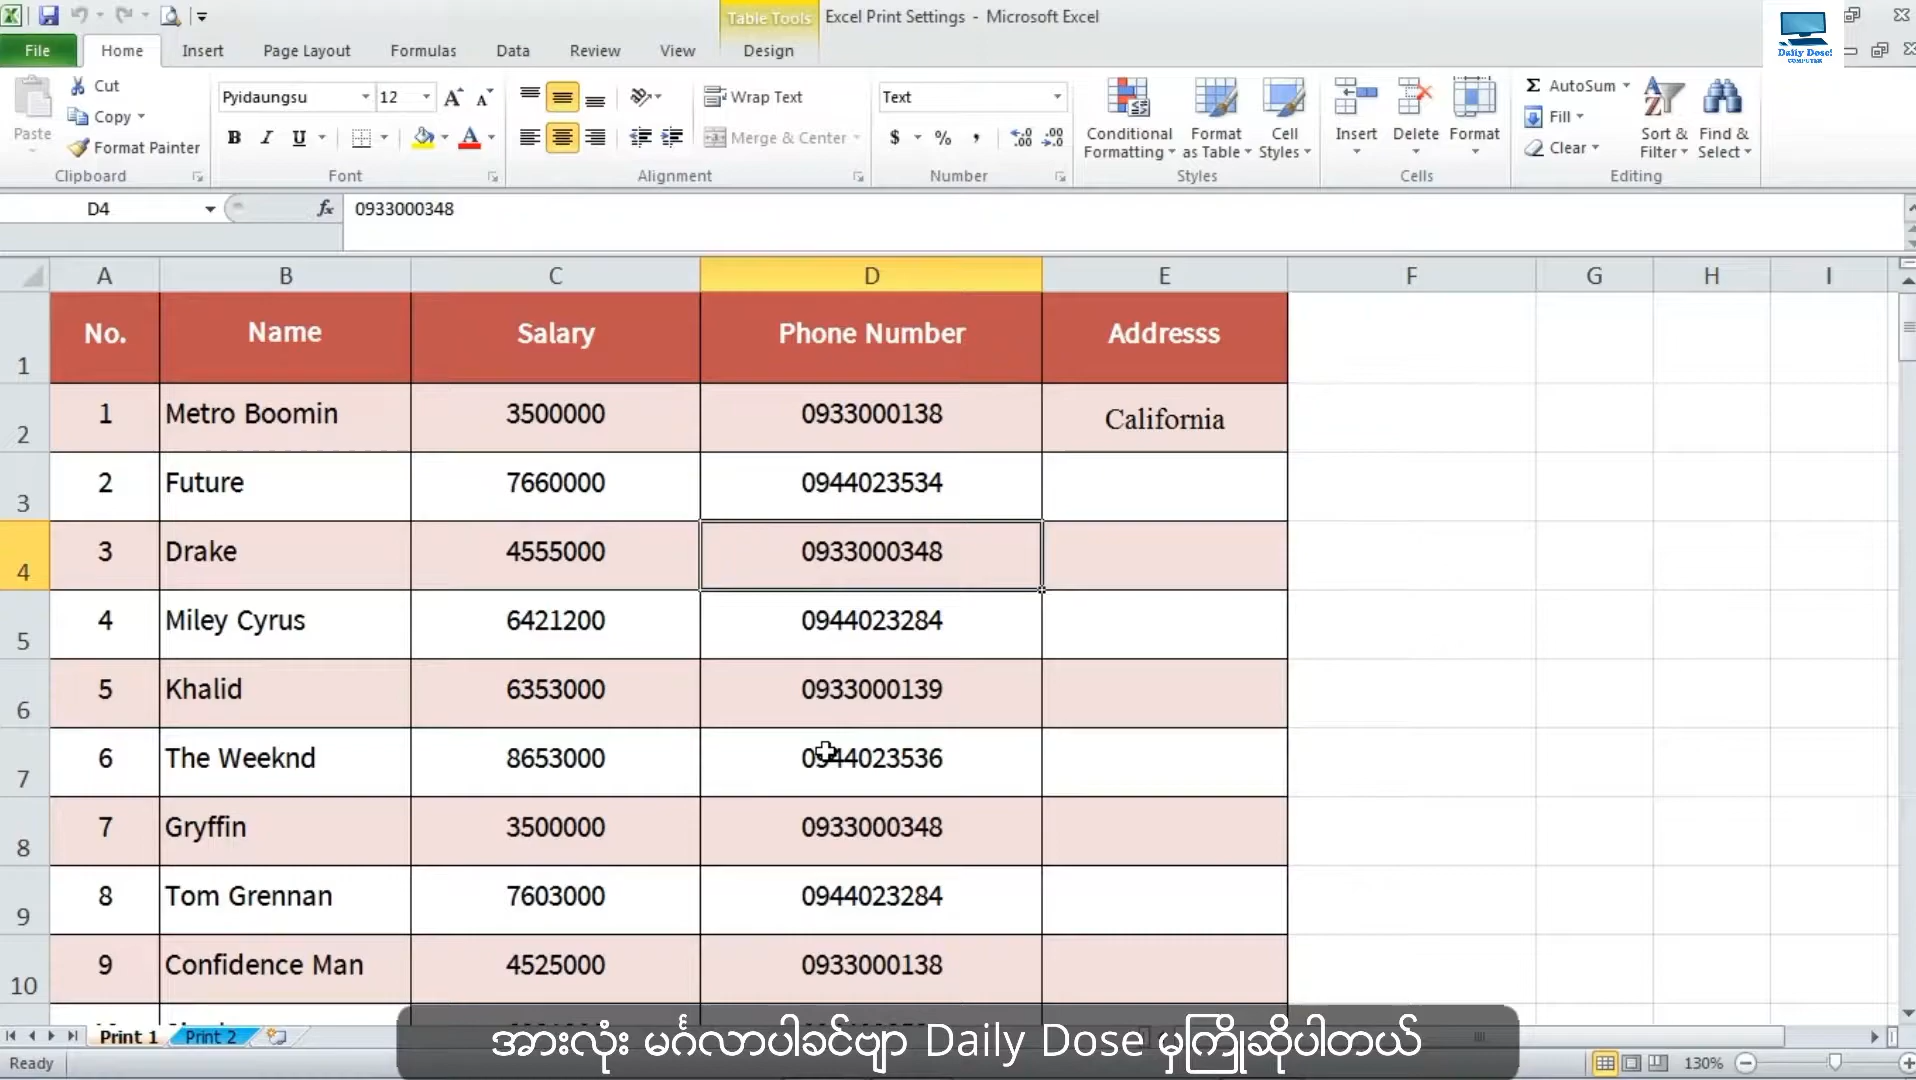 Table Tools Excel Print Settings - Microsoft Excel
File Home Insert Page Layout Formulas Data Review View Design
Daily Dose!
COMPUTER
Paste
Cut
Copy
Format Painter
Clipboard
Pyidaungsu 12
B I U
Font
Wrap Text
Merge & Center
Alignment
Text
$ % ,
Number
Conditional Formatting
Format as Table
Cell Styles
Styles
Insert Delete Format
Cells
Σ AutoSum
Fill
Clear
Sort & Filter
Find & Select
Editing
D4 fx 0933000348
A B C D E F G H I
1 No. Name Salary Phone Number Addresss
2 1 Metro Boomin 3500000 0933000138 California
3 2 Future 7660000 0944023534
4 3 Drake 4555000 0933000348
5 4 Miley Cyrus 6421200 0944023284
6 5 Khalid 6353000 0933000139
7 6 The Weeknd 8653000 0944023536
8 7 Gryffin 3500000 0933000348
9 8 Tom Grennan 7603000 0944023284
10 9 Confidence Man 4525000 0933000138
Print 1 Print 2
အားလုံး မင်္ဂလာပါခင်ဗျာ Daily Dose မှကြိုဆိုပါတယ်
Ready 130%